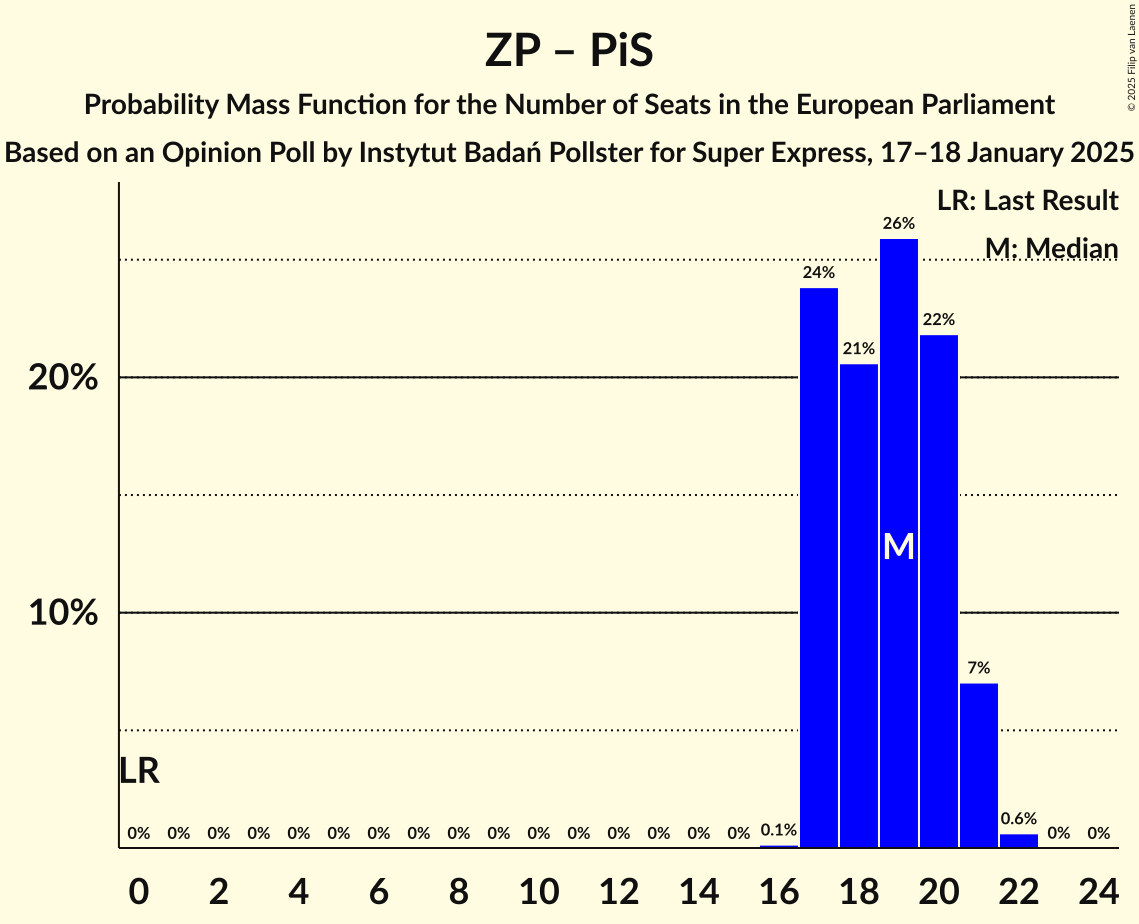 ZP – PiS
Probability Mass Function for the Number of Seats in the European Parliament
Based on an Opinion Poll by Instytut Badań Pollster for Super Express, 17–18 January 2025
© 2025 Filip van Laenen
LR: Last Result
M: Median
26%
24%
22%
21%
20%
M
10%
7%
LR
0% 0% 0% 0% 0% 0% 0% 0% 0% 0% 0% 0% 0% 0% 0% 0% 0.1% 0.6% 0% 0%
0 2 4 6 8 10 12 14 16 18 20 22 24